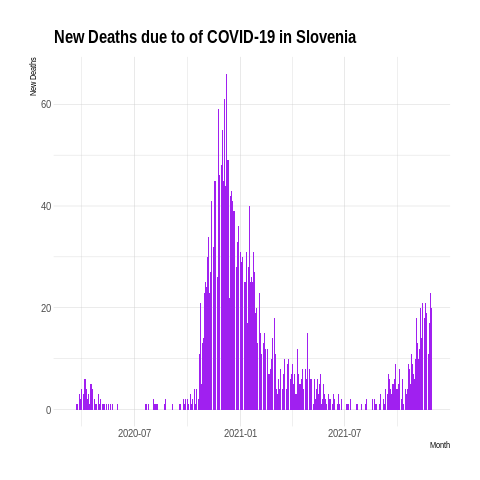 New Deaths due to of COVID-19 in Slovenia
New Deaths
60
40
20
0
2020-07
2021-01
2021-07
Month